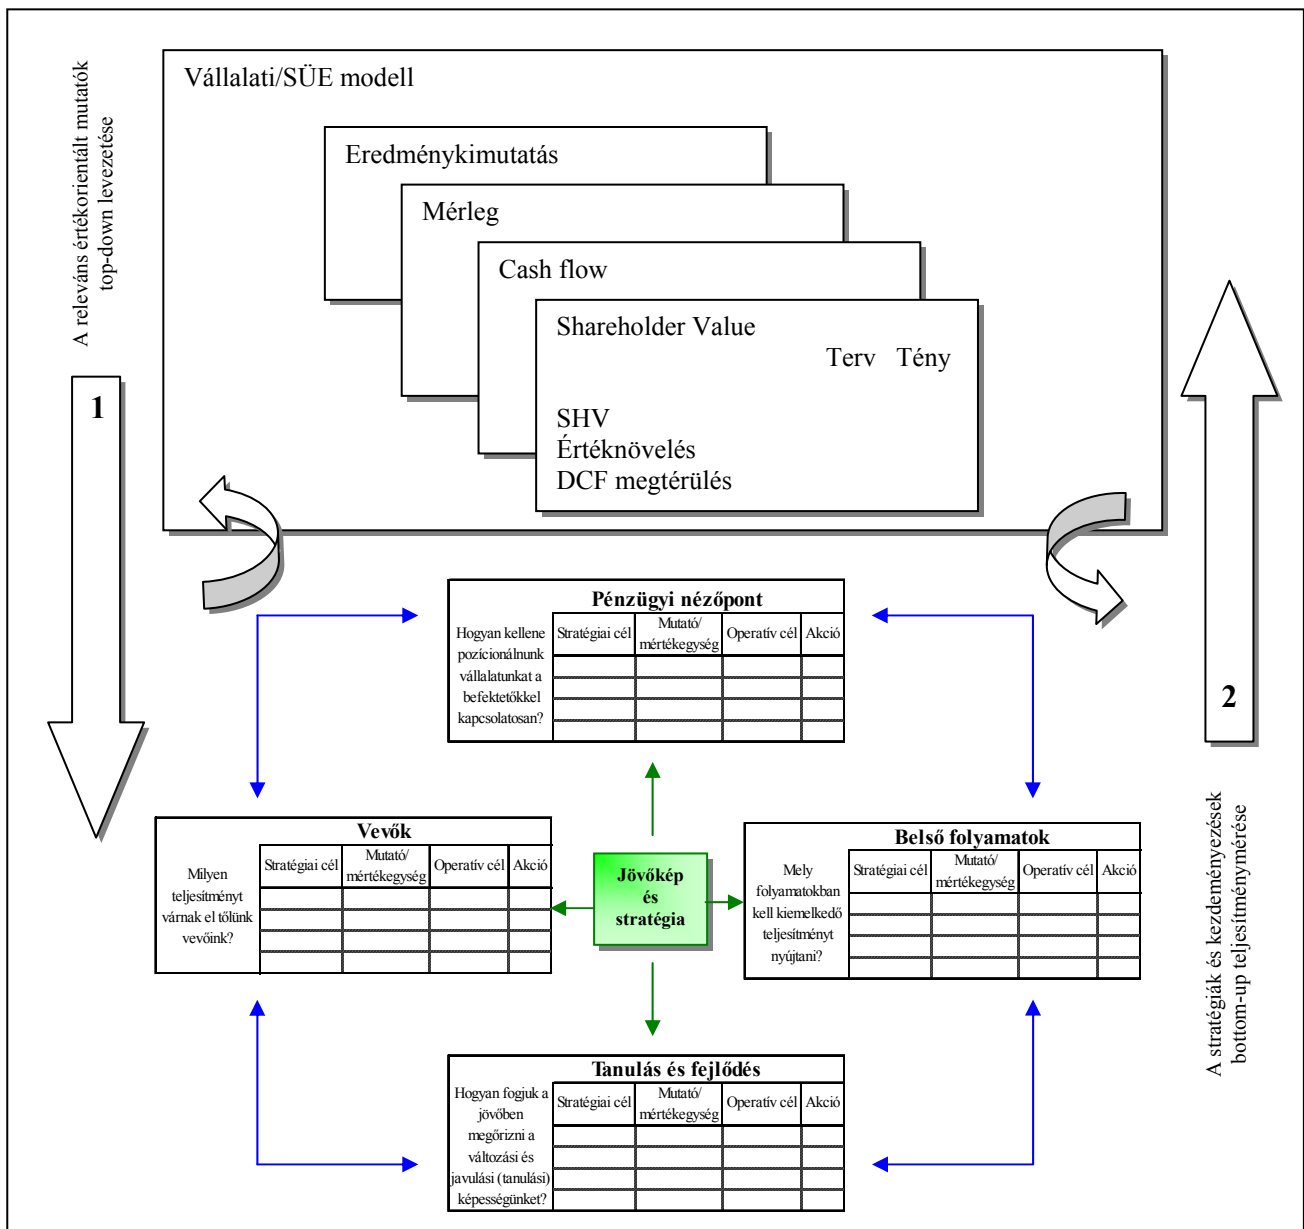 Vállalati/SÜE modell
Eredménykimutatás
Mérleg
Cash flow
Shareholder Value
Terv Tény
SHV
Értéknövelés
DCF megtérülés
A releváns értékorientált mutatók
top-down levezetése
1
2
A stratégiák és kezdeményezések
bottom-up teljesítménymérése
Pénzügyi nézőpont
Hogyan kellene
pozícionálnunk
vállalatunkat a
befektetőkkel
kapcsolatosan?
Stratégiai cél
Mutató/
mértékegység
Operatív cél
Akció
Vevők
Milyen
teljesítményt
várnak el tőlünk
vevőink?
Stratégiai cél
Mutató/
mértékegység
Operatív cél
Akció
Jövőkép
és
stratégia
Belső folyamatok
Mely
folyamatokban
kell kiemelkedő
teljesítményt
nyújtani?
Stratégiai cél
Mutató/
mértékegység
Operatív cél
Akció
Tanulás és fejlődés
Hogyan fogjuk a
jövőben
megőrizni a
változási és
javulási (tanulási)
képességünket?
Stratégiai cél
Mutató/
mértékegység
Operatív cél
Akció